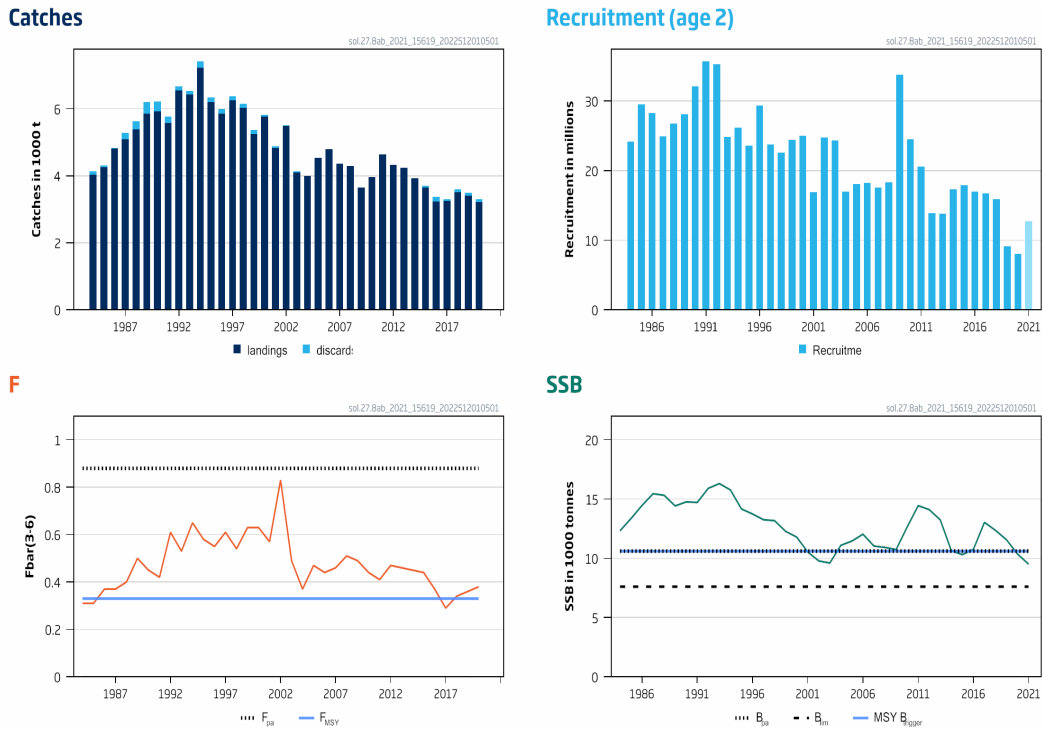 Catches
sol.27.8ab_2021_15619_2022512010501
Catches in 1000 t
6
4
2
0
1987 1992 1997 2002 2007 2012 2017
landings discards
Recruitment (age 2)
sol.27.8ab_2021_15619_2022512010501
Recruitment in millions
30
20
10
0
1986 1991 1996 2001 2006 2011 2016 2021
Recruitme
F
sol.27.8ab_2021_15619_2022512010501
Fbar(3-6)
1
0.8
0.6
0.4
0.2
0
1987 1992 1997 2002 2007 2012 2017
Fpa FMSY
SSB
sol.27.8ab_2021_15619_2022512010501
SSB in 1000 tonnes
20
15
10
5
0
1986 1991 1996 2001 2006 2011 2016 2021
Bpa Blim MSY Btrigger